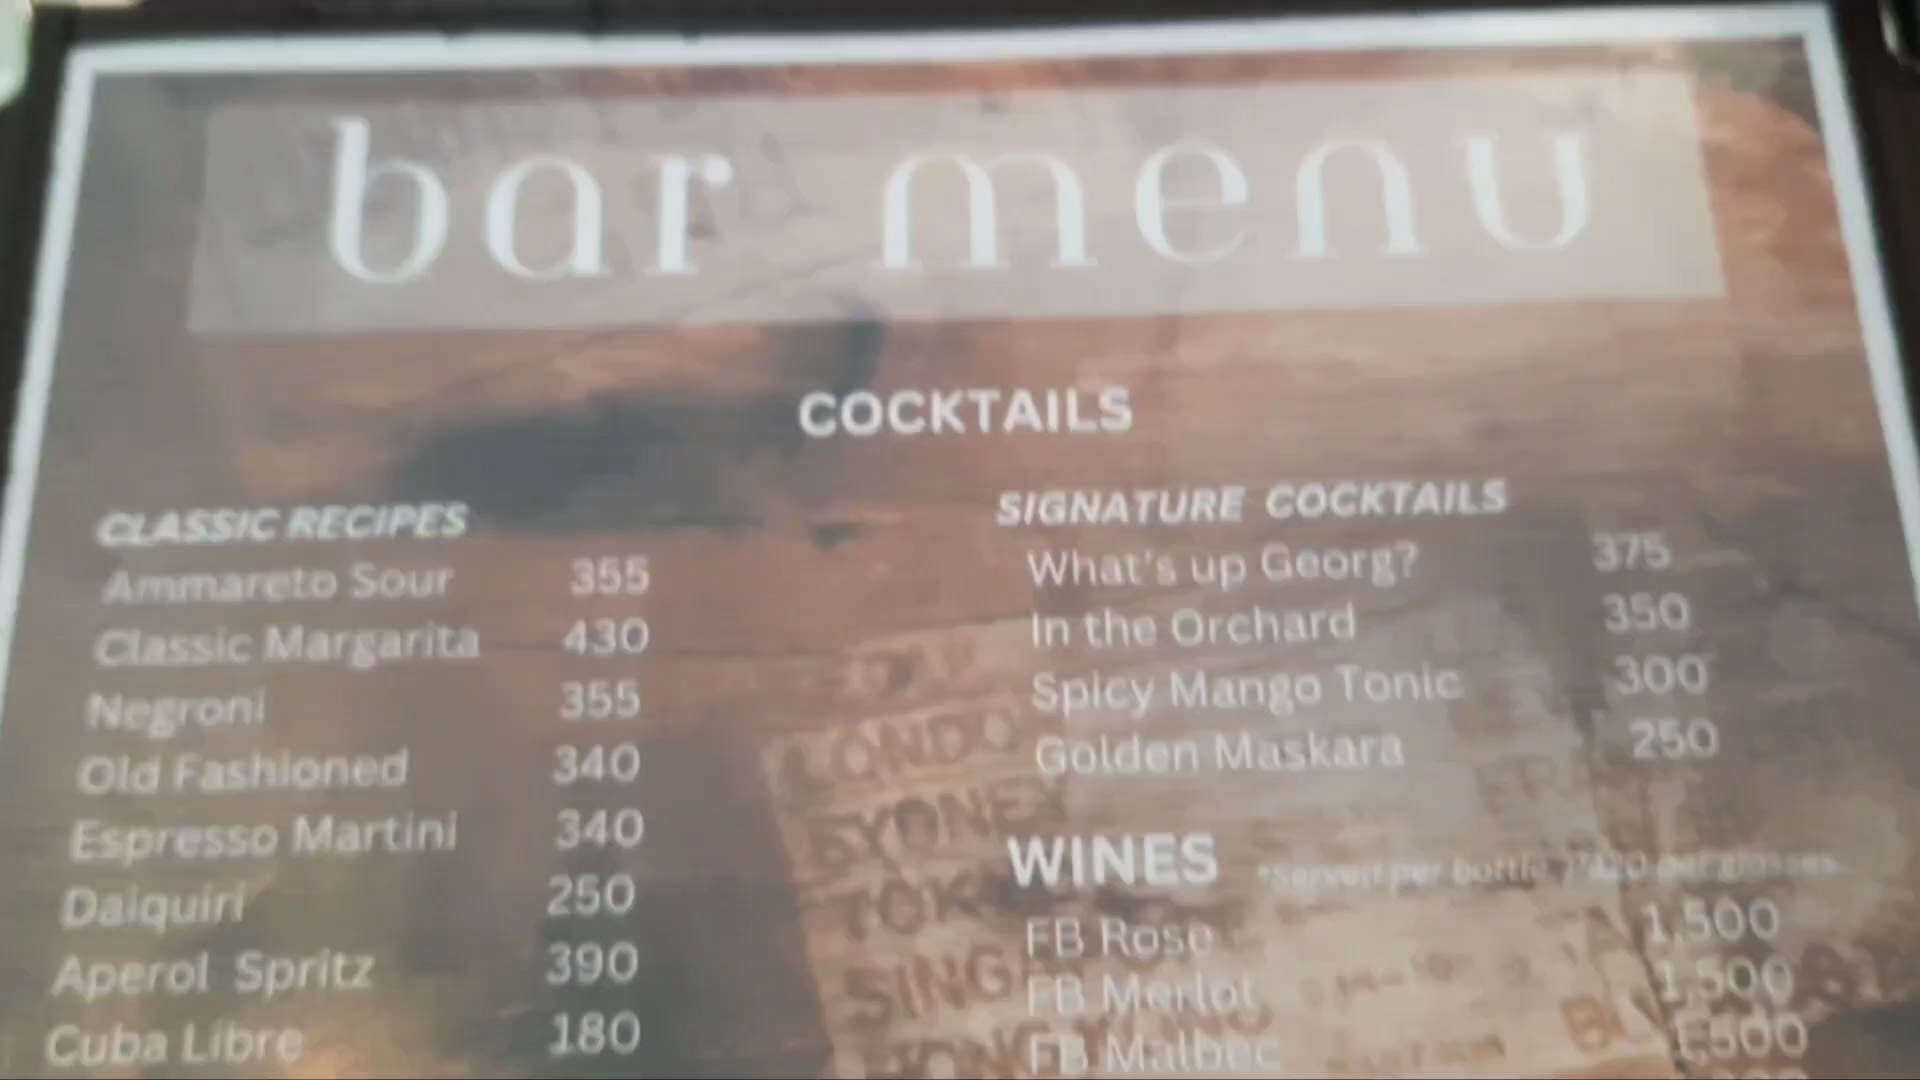 bar menu
COCKTAILS
CLASSIC RECIPES
Ammareto Sour 355
Classic Margarita 430
Negroni 355
Old Fashioned 340
Espresso Martini 340
Daiquiri 250
Aperol Spritz 390
Cuba Libre 180
SIGNATURE COCKTAILS
What's up Georg? 375
In the Orchard 350
Spicy Mango Tonic 300
Golden Maskara 250
WINES *Served per bottle
FB Rose 1,500
FB Merlot 1,500
FB Malbec 1,500
LONDO
SYDNEY